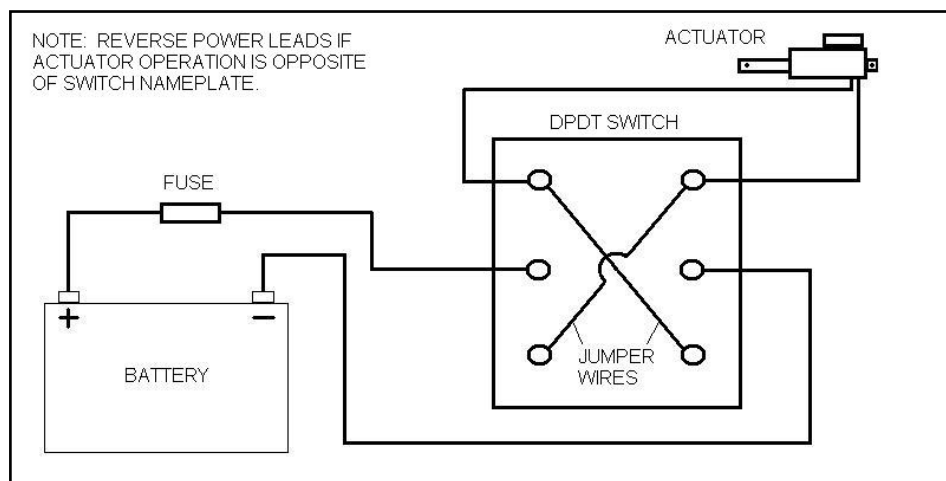 NOTE: REVERSE POWER LEADS IF
ACTUATOR OPERATION IS OPPOSITE
OF SWITCH NAMEPLATE.
ACTUATOR
DPDT SWITCH
FUSE
+
−
BATTERY
JUMPER
WIRES